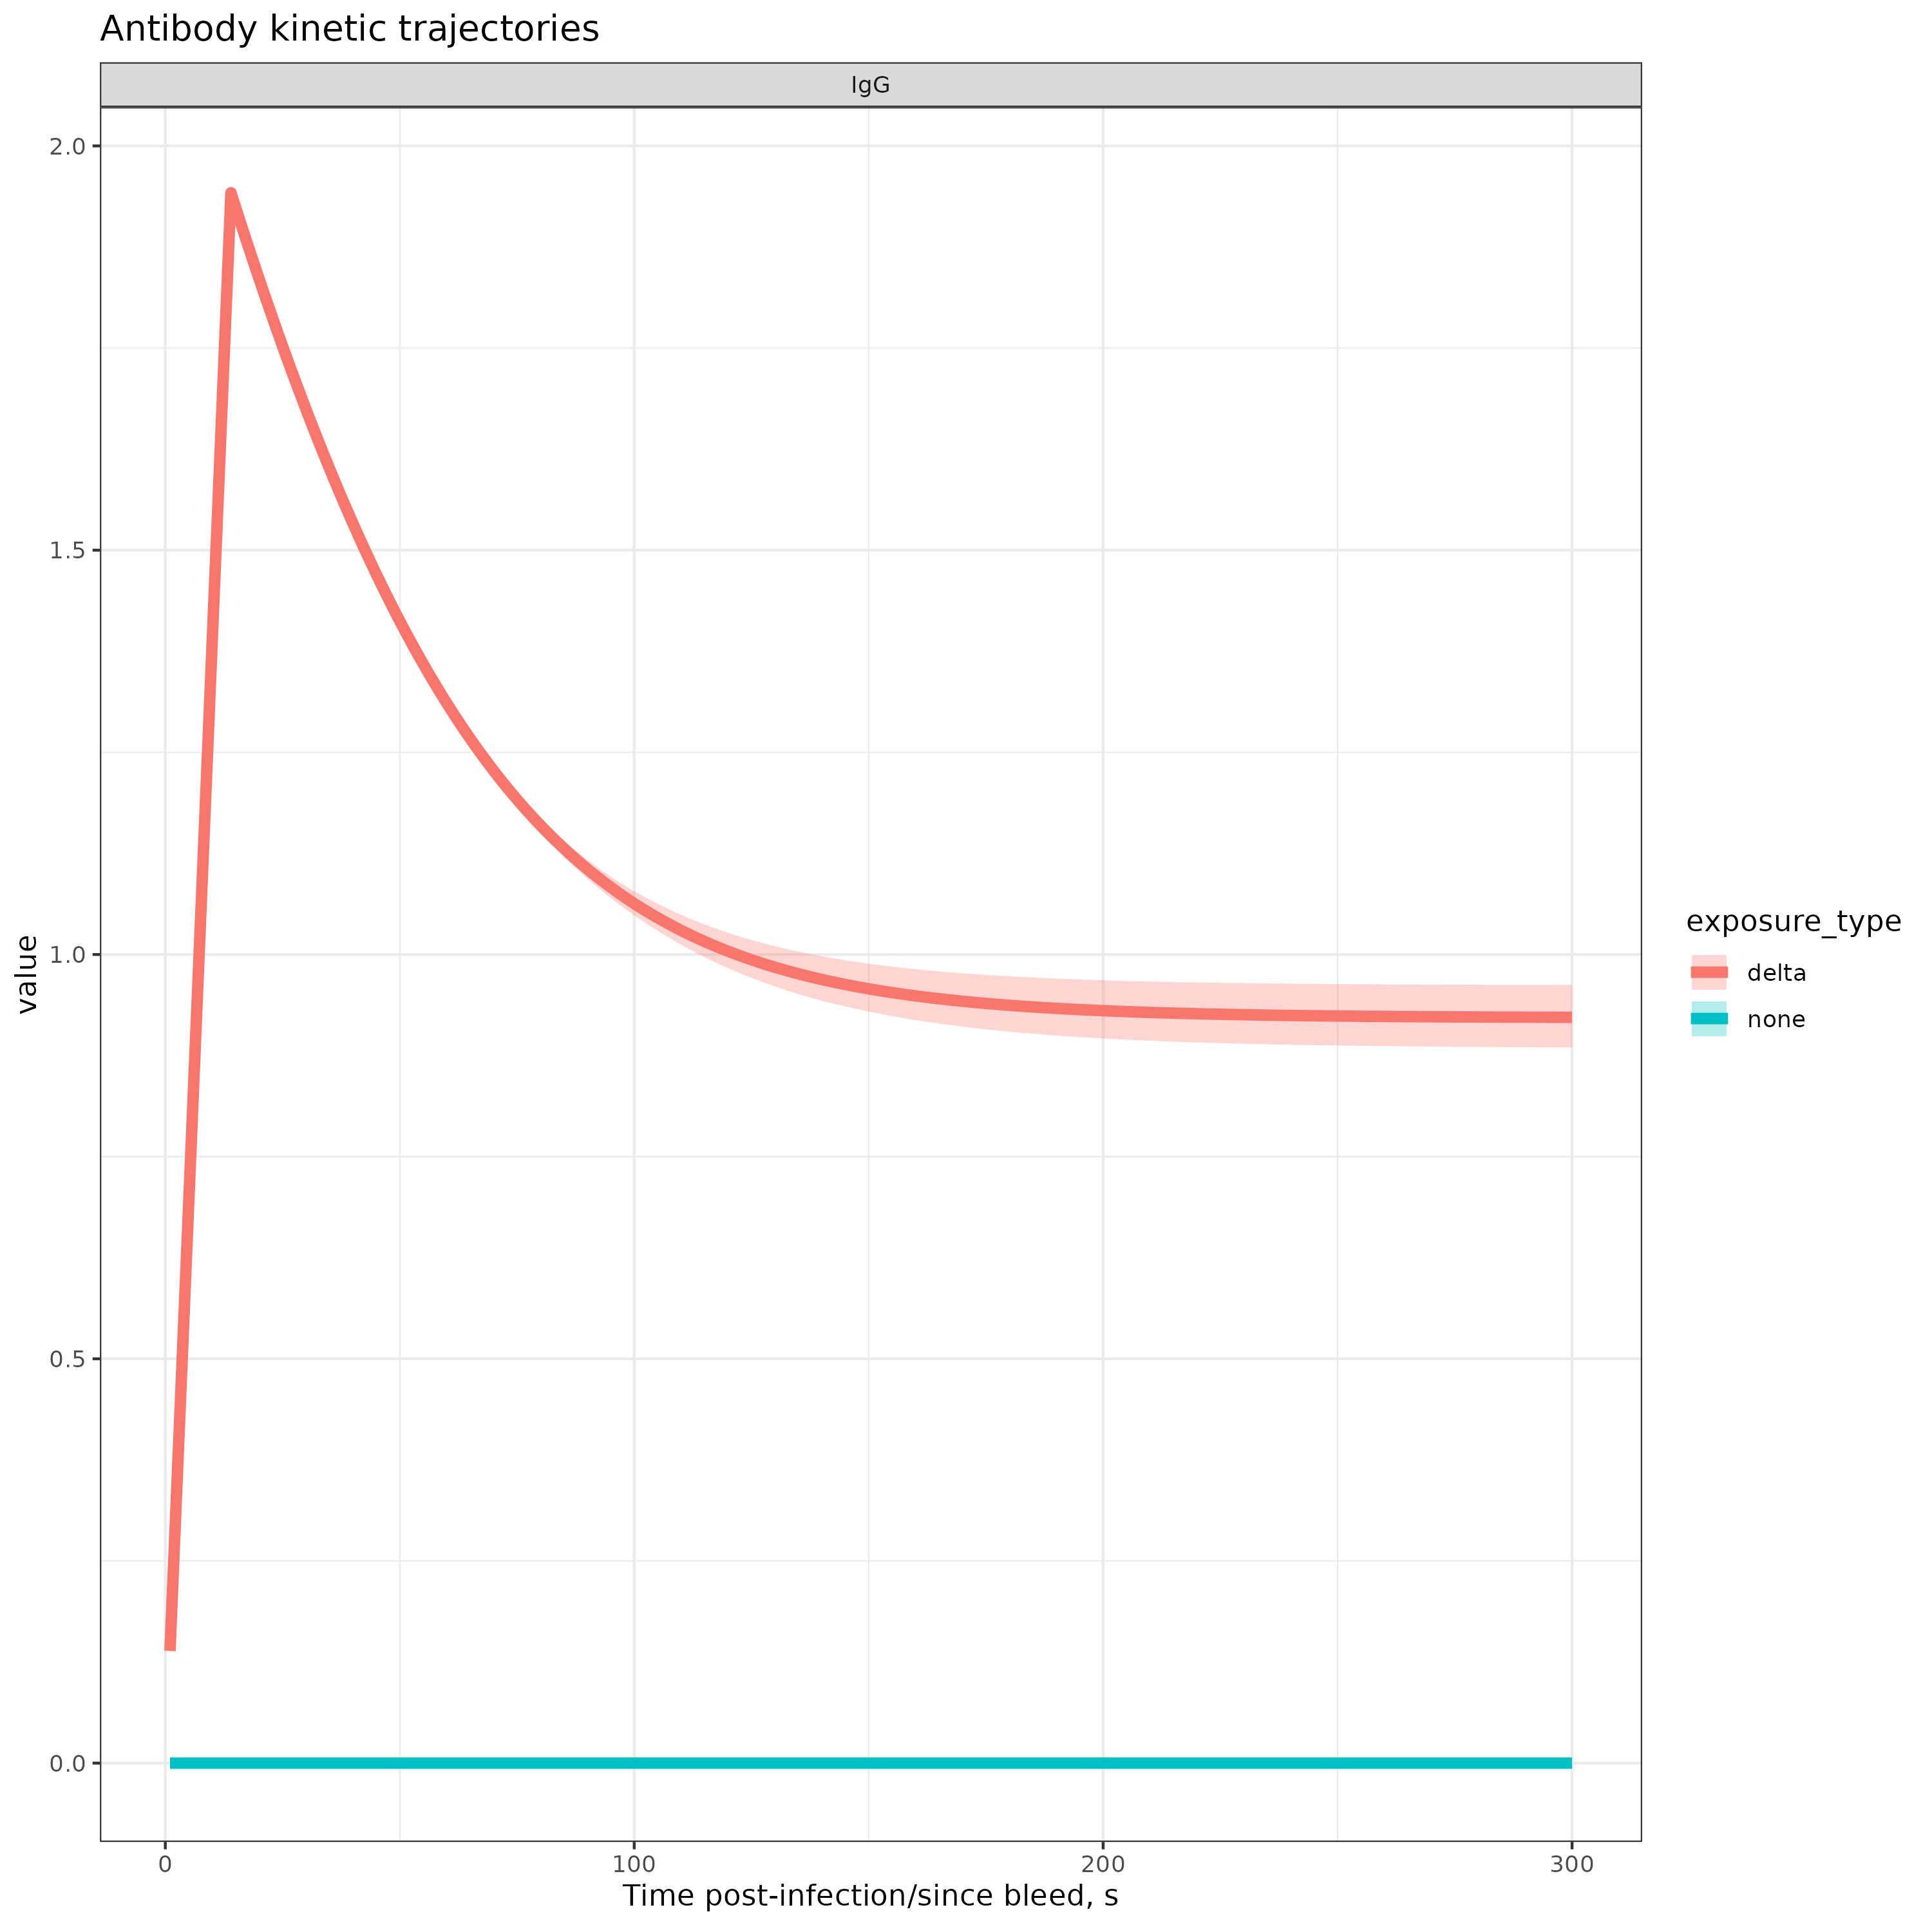 Antibody kinetic trajectories
IgG
2.0
1.5
1.0
0.5
0.0
value
0
100
200
300
Time post-infection/since bleed, s
exposure_type
delta
none